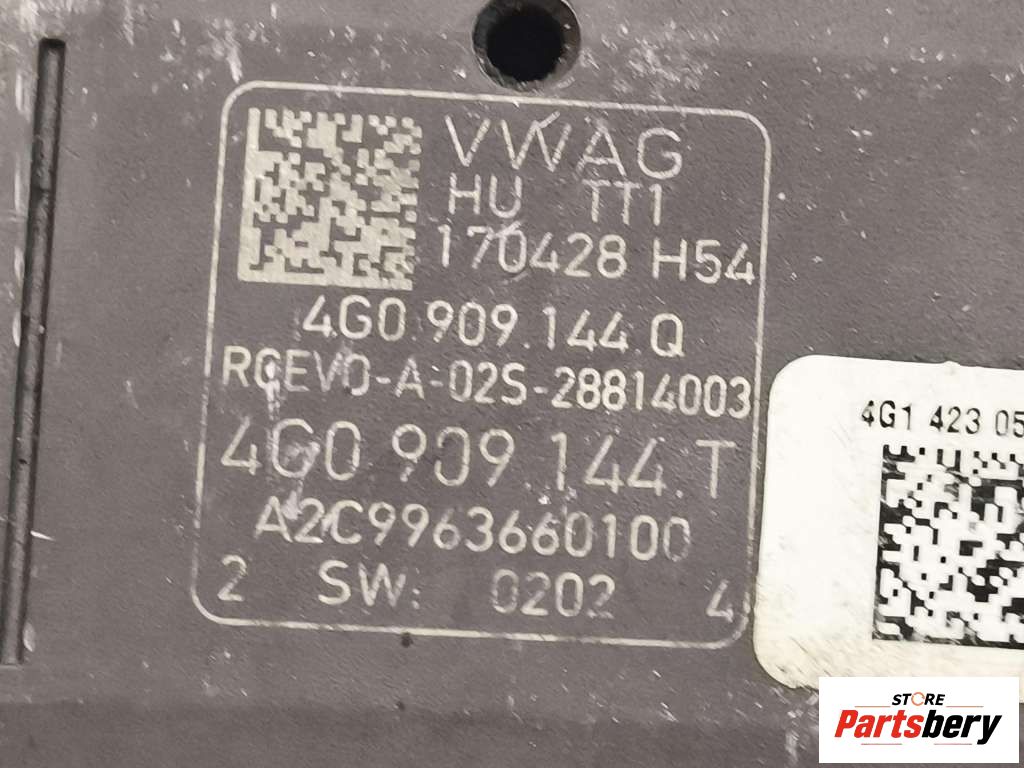 VWAG
HU TT1
170428 H54
4G0.909.144.Q
RCEVO-A-02S-28814003
4G0.909.144.T
A2C9963660100
2 SW: 0202 4
4G1 423 05
STORE
Partsbery